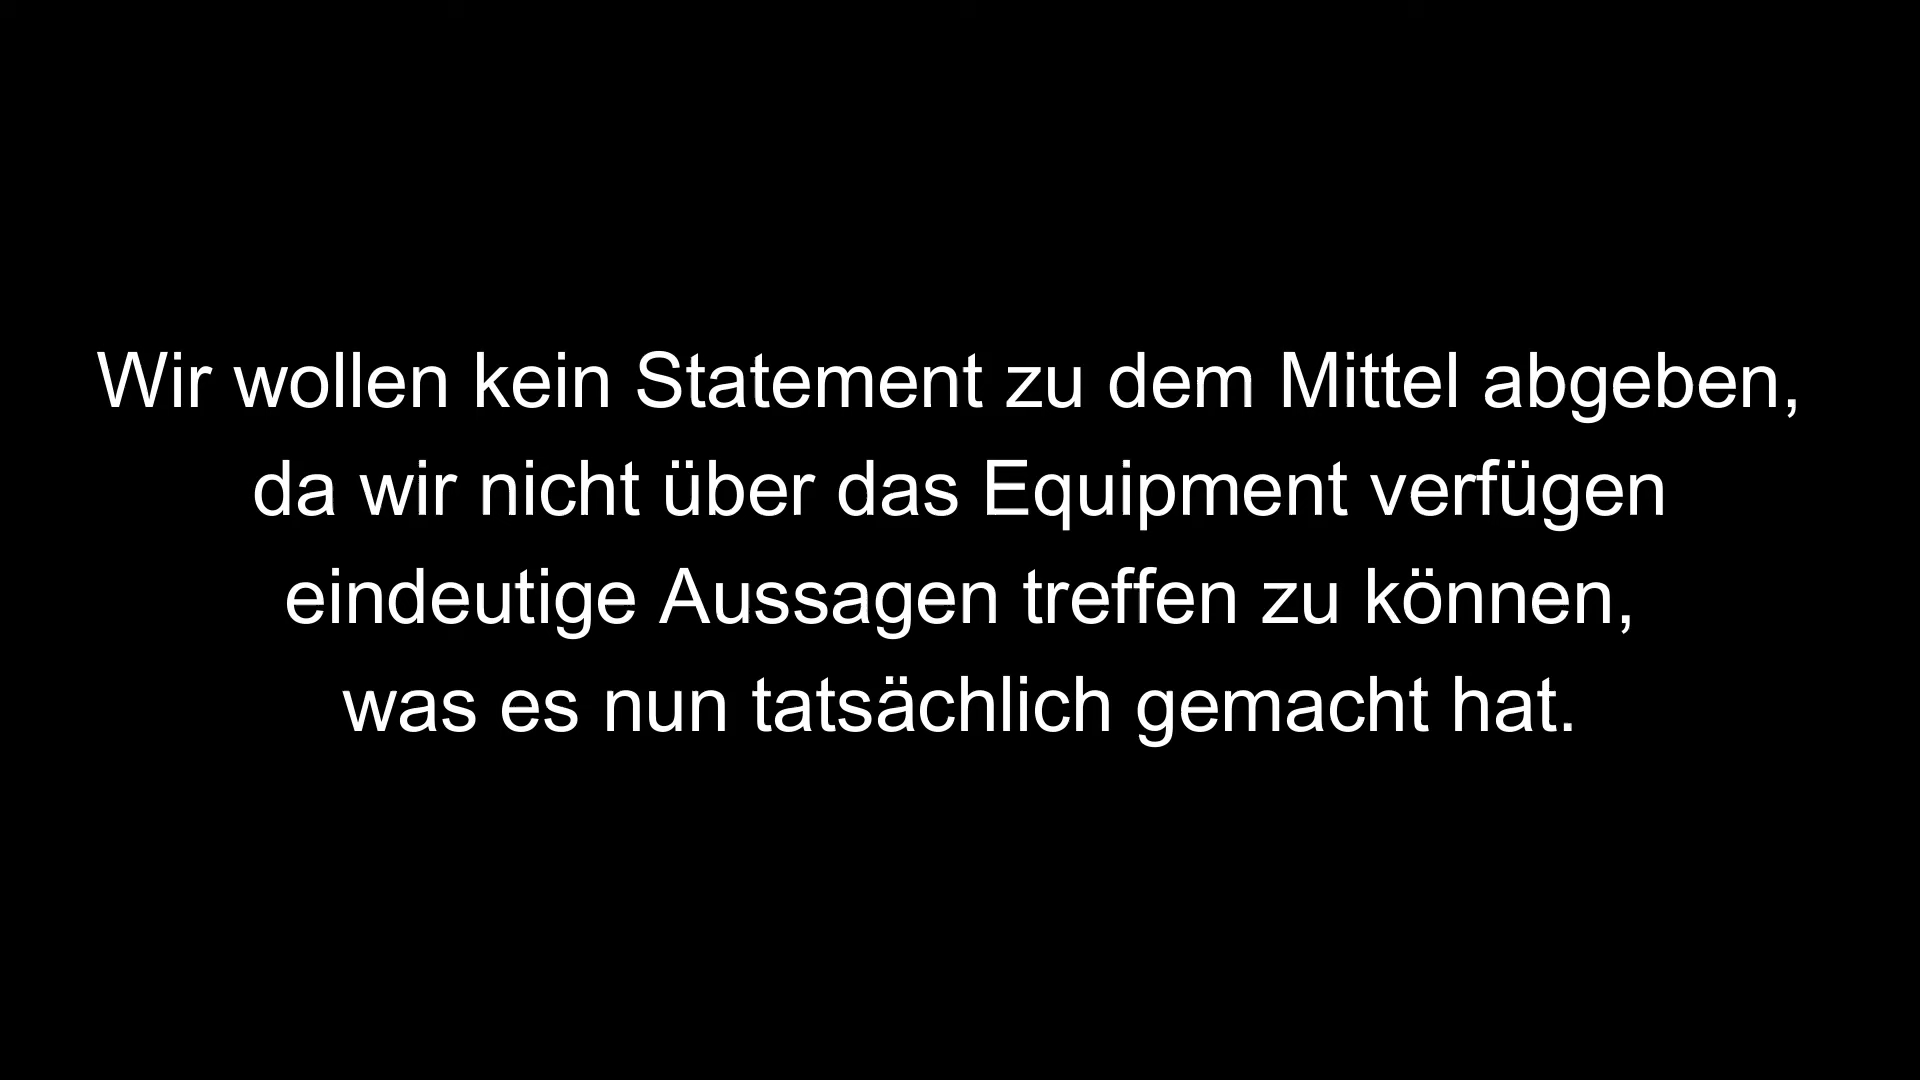 Wir wollen kein Statement zu dem Mittel abgeben,
da wir nicht über das Equipment verfügen
eindeutige Aussagen treffen zu können,
was es nun tatsächlich gemacht hat.